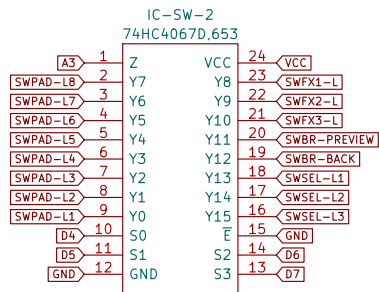 IC-SW-2
74HC4067D,653
A3 1 Z VCC 24 VCC
SWPAD-L8 2 Y7 Y8 23 SWFX1-L
SWPAD-L7 3 Y6 Y9 22 SWFX2-L
SWPAD-L6 4 Y5 Y10 21 SWFX3-L
SWPAD-L5 5 Y4 Y11 20 SWBR-PREVIEW
SWPAD-L4 6 Y3 Y12 19 SWBR-BACK
SWPAD-L3 7 Y2 Y13 18 SWSEL-L1
SWPAD-L2 8 Y1 Y14 17 SWSEL-L2
SWPAD-L1 9 Y0 Y15 16 SWSEL-L3
D4 10 S0 E 15 GND
D5 11 S1 S2 14 D6
GND 12 GND S3 13 D7